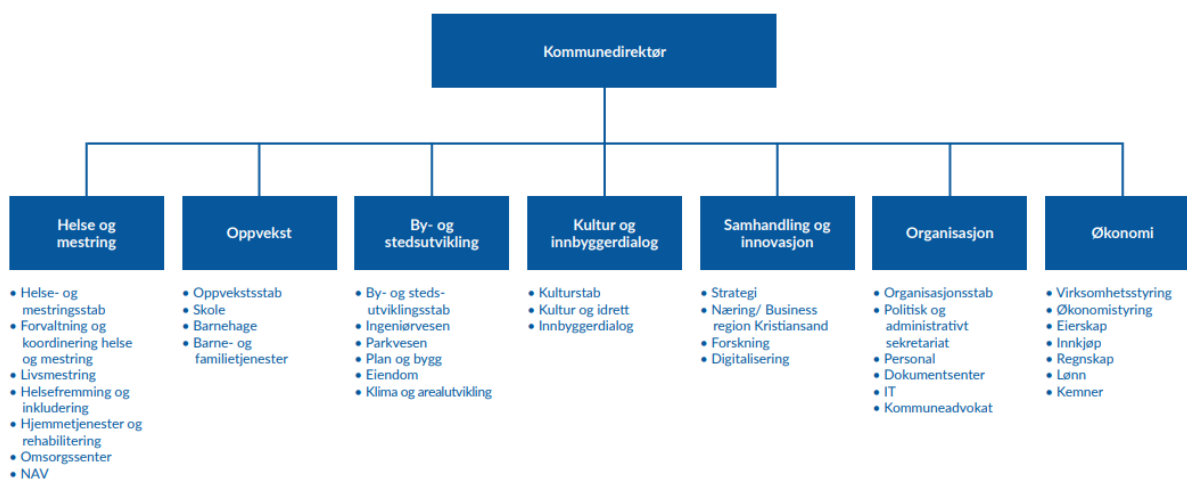 Kommunedirektør
Helse og
mestring
Oppvekst
By- og
stedsutvikling
Kultur og
innbyggerdialog
Samhandling og
innovasjon
Organisasjon
Økonomi
• Helse- og
mestringsstab
• Forvaltning og
koordinering helse
og mestring
• Livsmestring
• Helsefremming og
inkludering
• Hjemmetjenester og
rehabilitering
• Omsorgssenter
• NAV
• Oppvekstsstab
• Skole
• Barnehage
• Barne- og
familietjenester
• By- og steds-
utviklingsstab
• Ingeniørvesen
• Parkvesen
• Plan og bygg
• Eiendom
• Klima og arealutvikling
• Kulturstab
• Kultur og idrett
• Innbyggerdialog
• Strategi
• Næring/ Business
region Kristiansand
• Forskning
• Digitalisering
• Organisasjonsstab
• Politisk og
administrativt
sekretariat
• Personal
• Dokumentsenter
• IT
• Kommuneadvokat
• Virksomhetsstyring
• Økonomistyring
• Eierskap
• Innkjøp
• Regnskap
• Lønn
• Kemner